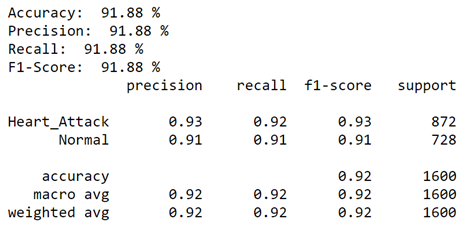 Accuracy:  91.88 %
Precision:  91.88 %
Recall:  91.88 %
F1-Score:  91.88 %
              precision    recall  f1-score   support

Heart_Attack       0.93      0.92      0.93       872
      Normal       0.91      0.91      0.91       728

    accuracy                           0.92      1600
   macro avg       0.92      0.92      0.92      1600
weighted avg       0.92      0.92      0.92      1600